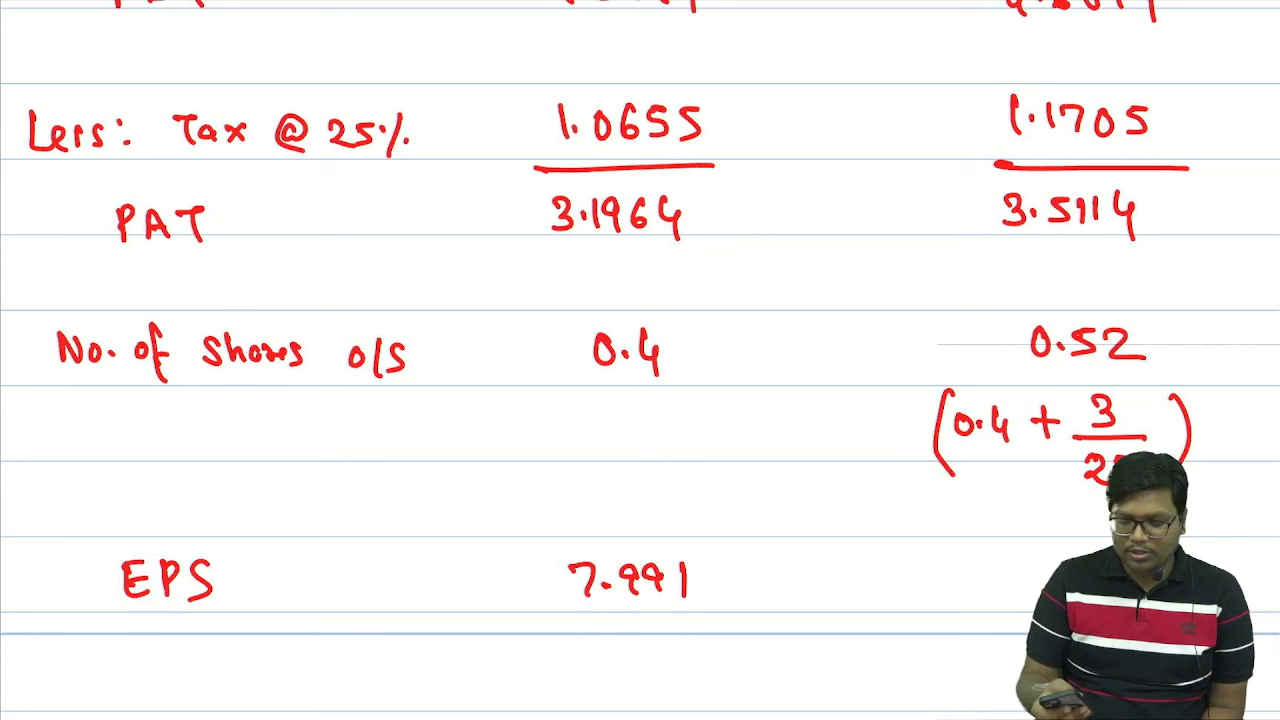 Less: Tax @ 25% 1.0655 1.1705
PAT 3.1964 3.5114
No. of Shares o/s 0.4 0.52
(0.4 + 3
)
EPS 7.991